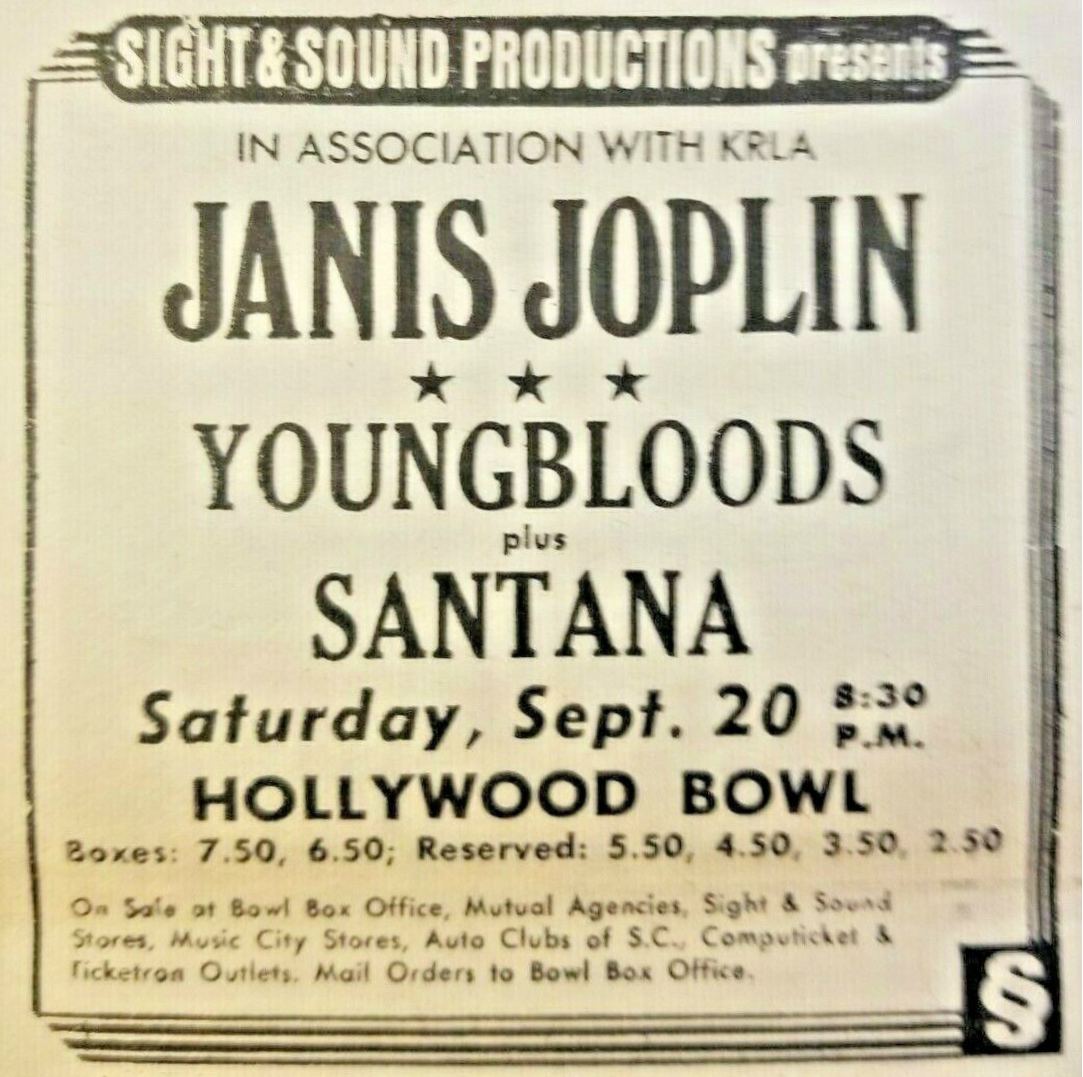 SIGHT & SOUND PRODUCTIONS presents
IN ASSOCIATION WITH KRLA
JANIS JOPLIN
★ ★ ★
YOUNGBLOODS
plus
SANTANA
Saturday, Sept. 20 8:30 P.M.
HOLLYWOOD BOWL
Boxes: 7.50, 6.50; Reserved: 5.50, 4.50, 3.50, 2.50
On Sale at Bowl Box Office, Mutual Agencies, Sight & Sound
Stores, Music City Stores, Auto Clubs of S.C., Computicket &
Ticketron Outlets. Mail Orders to Bowl Box Office.